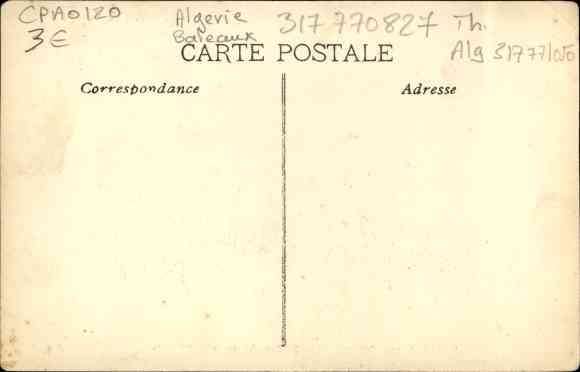 CPA0120
3€
Algerie
Bateaux
317 770827
Th.
Alg 31777/050
CARTE POSTALE
Correspondance
Adresse